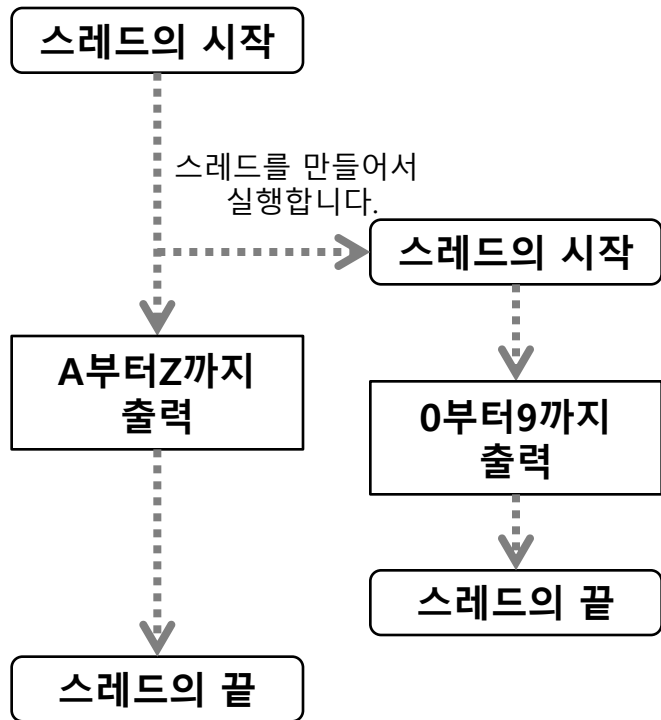 스레드의 시작
스레드를 만들어서
실행합니다.
스레드의 시작
A부터Z까지
출력
0부터9까지
출력
스레드의 끝
스레드의 끝